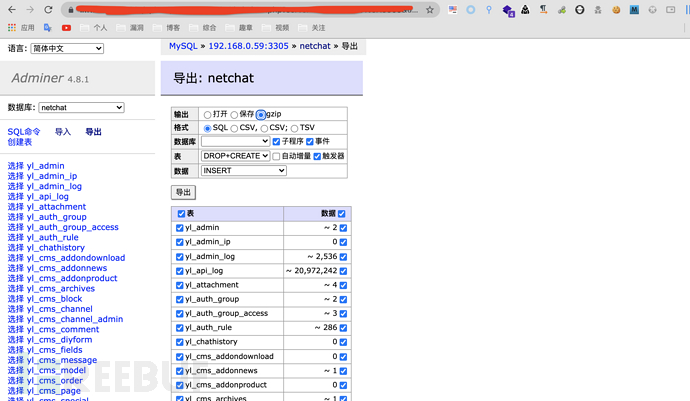 应用
百度
个人
漏洞
博客
综合
趣章
视频
关注
语言: 简体中文
MySQL » 192.168.0.59:3305 » netchat » 导出
Adminer 4.8.1
导出: netchat
数据库: netchat
SQL命令 导入 导出
创建表
选择 yl_admin
选择 yl_admin_ip
选择 yl_admin_log
选择 yl_api_log
选择 yl_attachment
选择 yl_auth_group
选择 yl_auth_group_access
选择 yl_auth_rule
选择 yl_chathistory
选择 yl_cms_addondownload
选择 yl_cms_addonnews
选择 yl_cms_addonproduct
选择 yl_cms_archives
选择 yl_cms_block
选择 yl_cms_channel
选择 yl_cms_channel_admin
选择 yl_cms_comment
选择 yl_cms_diyform
选择 yl_cms_fields
选择 yl_cms_message
选择 yl_cms_model
选择 yl_cms_order
选择 yl_cms_page
选择 yl_cms_special
输出 打开 保存 gzip
格式 SQL CSV, CSV; TSV
数据库 子程序 事件
表 DROP+CREATE 自动增量 触发器
数据 INSERT
导出
表 数据
yl_admin ~ 2
yl_admin_ip 0
yl_admin_log ~ 2,536
yl_api_log ~ 20,972,242
yl_attachment ~ 4
yl_auth_group ~ 2
yl_auth_group_access ~ 3
yl_auth_rule ~ 286
yl_chathistory 0
yl_cms_addondownload 0
yl_cms_addonnews ~ 1
yl_cms_addonproduct 0
yl_cms_archives ~ 1
FREEBUF